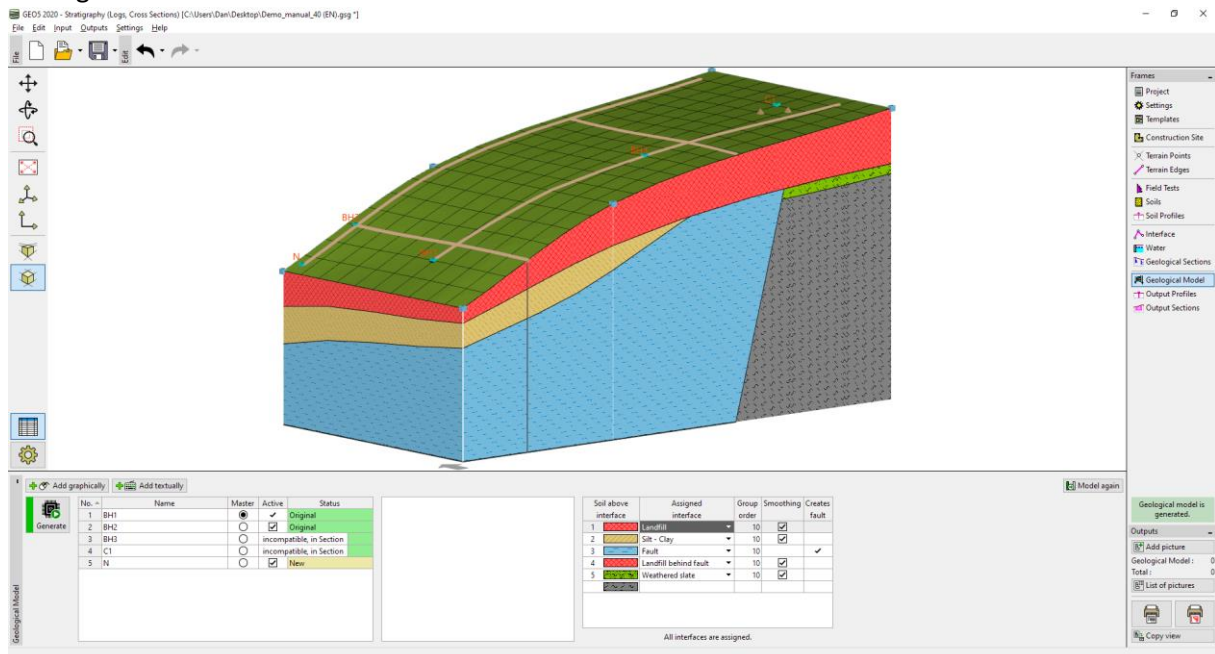 GEO5 2020 - Stratigraphy (Logs, Cross Sections) [C:\Users\Dan\Desktop\Demo_manual_40 (EN).gsg *]
File Edit Input Outputs Settings Help
File
Edit
N
Frames
Project
Settings
Templates
Construction Site
Terrain Points
Terrain Edges
Field Tests
Soils
Soil Profiles
Interface
Water
Geological Sections
Geological Model
Output Profiles
Output Sections
Add graphically Add textually
Model again
Generate
No. Name Master Active Status
1 BH1 Original
2 BH2 Original
3 BH3 incompatible, in Section
4 C1 incompatible, in Section
5 N New
Soil above interface Assigned interface Group order Smoothing Creates fault
1 Landfill 10
2 Silt - Clay 10
3 Fault 10
4 Landfill behind fault 10
5 Weathered slate 10
All interfaces are assigned.
Geological Model
Geological model is
generated.
Outputs
Add picture
Geological Model : 0
Total : 0
List of pictures
Copy view